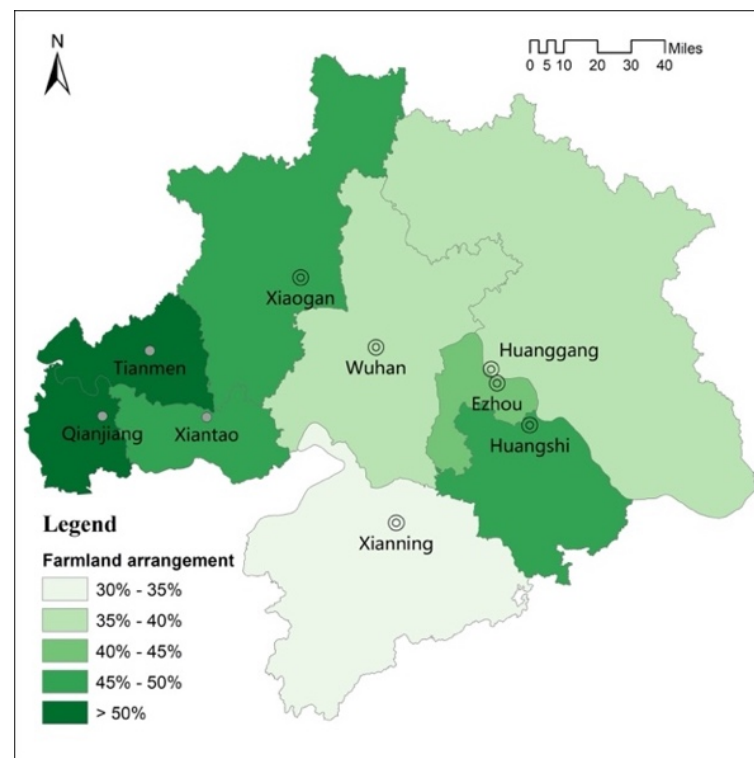 N
Miles
0 5 10 20 30 40
Xiaogan
Tianmen
Wuhan
Huanggang
Ezhou
Qianjiang
Xiantao
Huangshi
Xianning
Legend
Farmland arrangement
30% - 35%
35% - 40%
40% - 45%
45% - 50%
> 50%